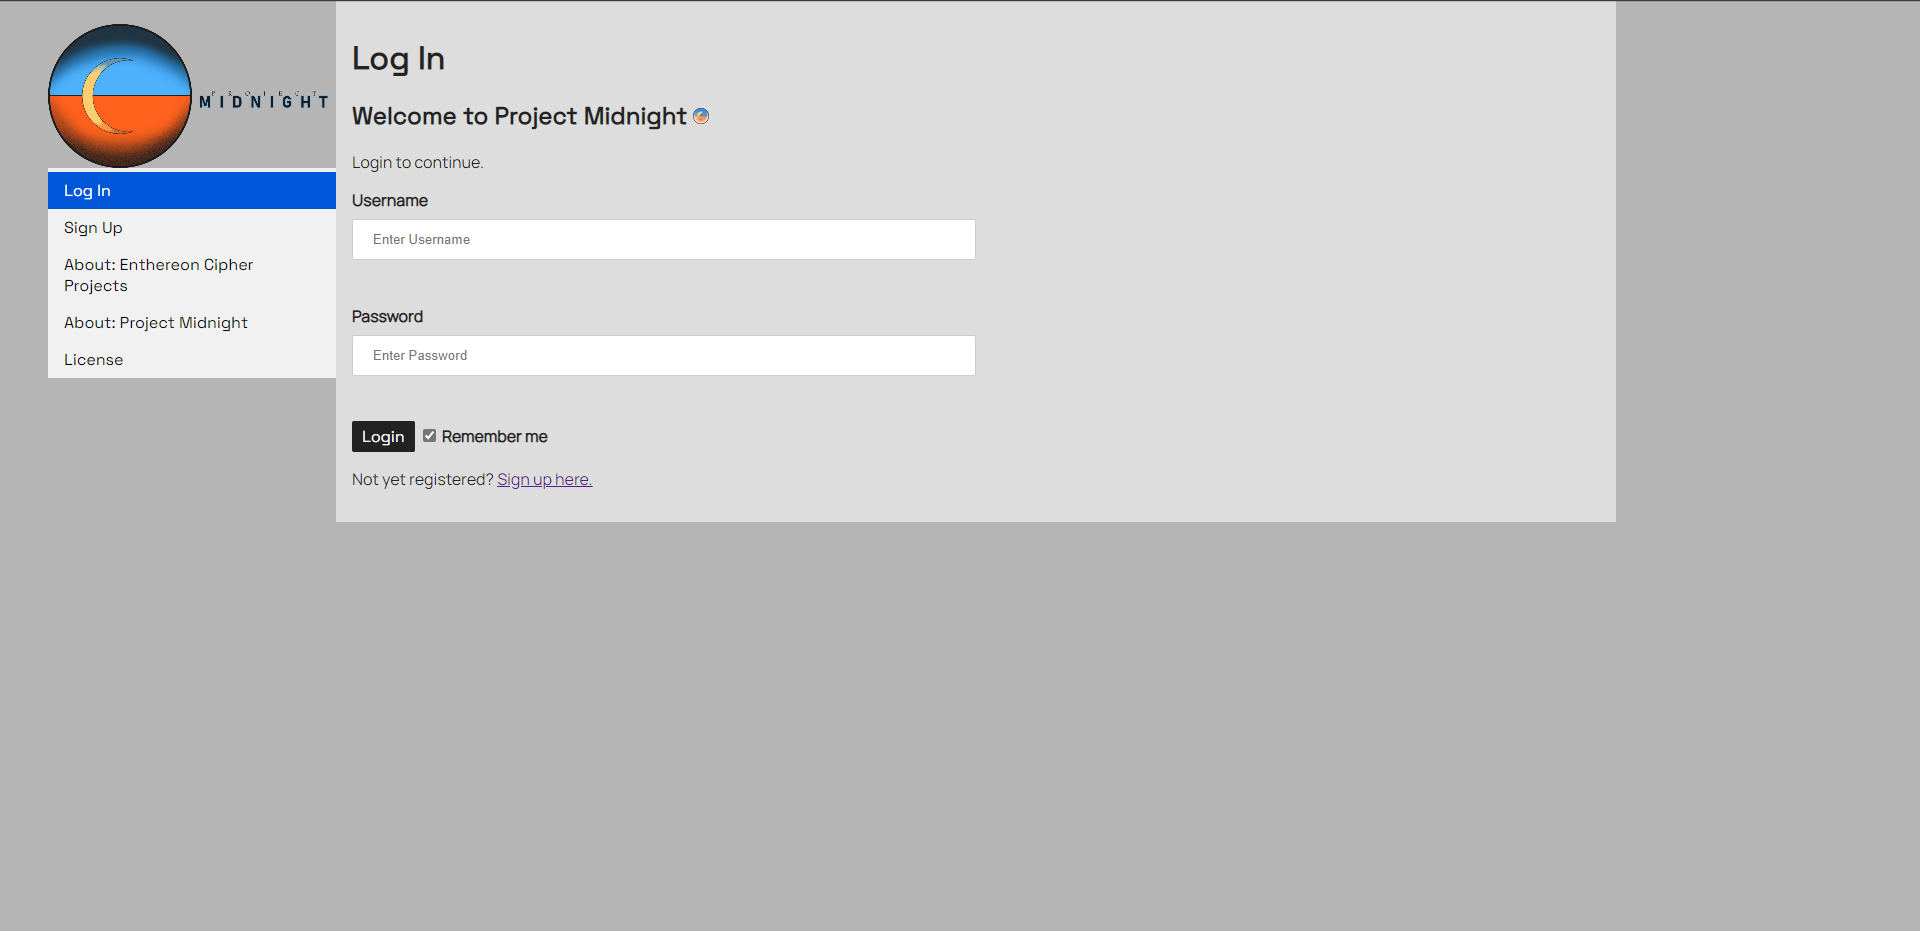 PROJECT
MIDNIGHT
Log In
Sign Up
About: Enthereon Cipher
Projects
About: Project Midnight
License
Log In
Welcome to Project Midnight
Login to continue.
Username
Enter Username
Password
Enter Password
Login Remember me
Not yet registered? Sign up here.